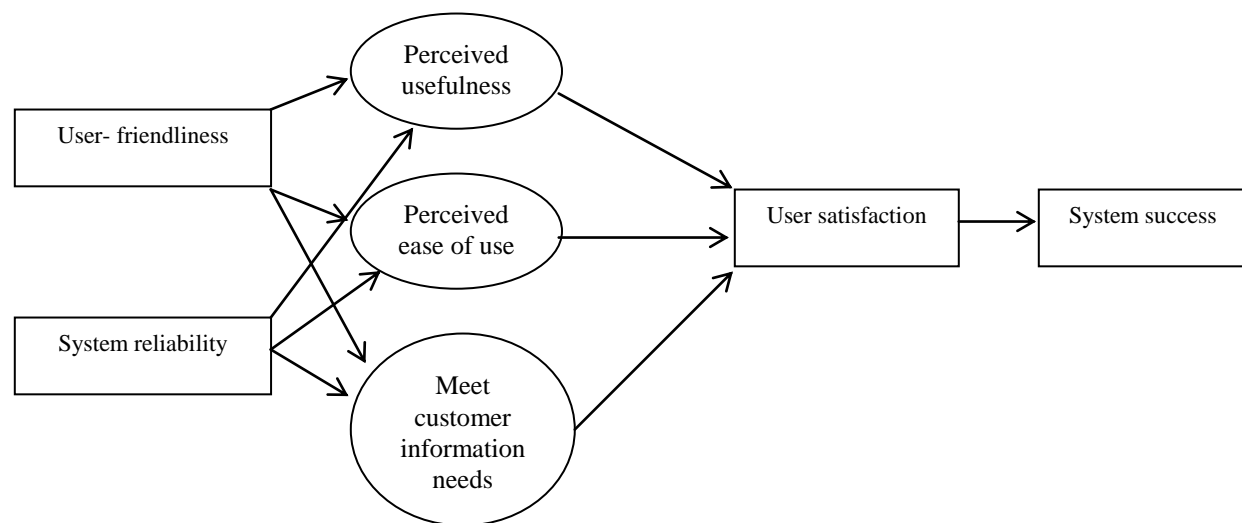 Perceived
usefulness
User- friendliness
Perceived
ease of use
User satisfaction
System success
System reliability
Meet
customer
information
needs